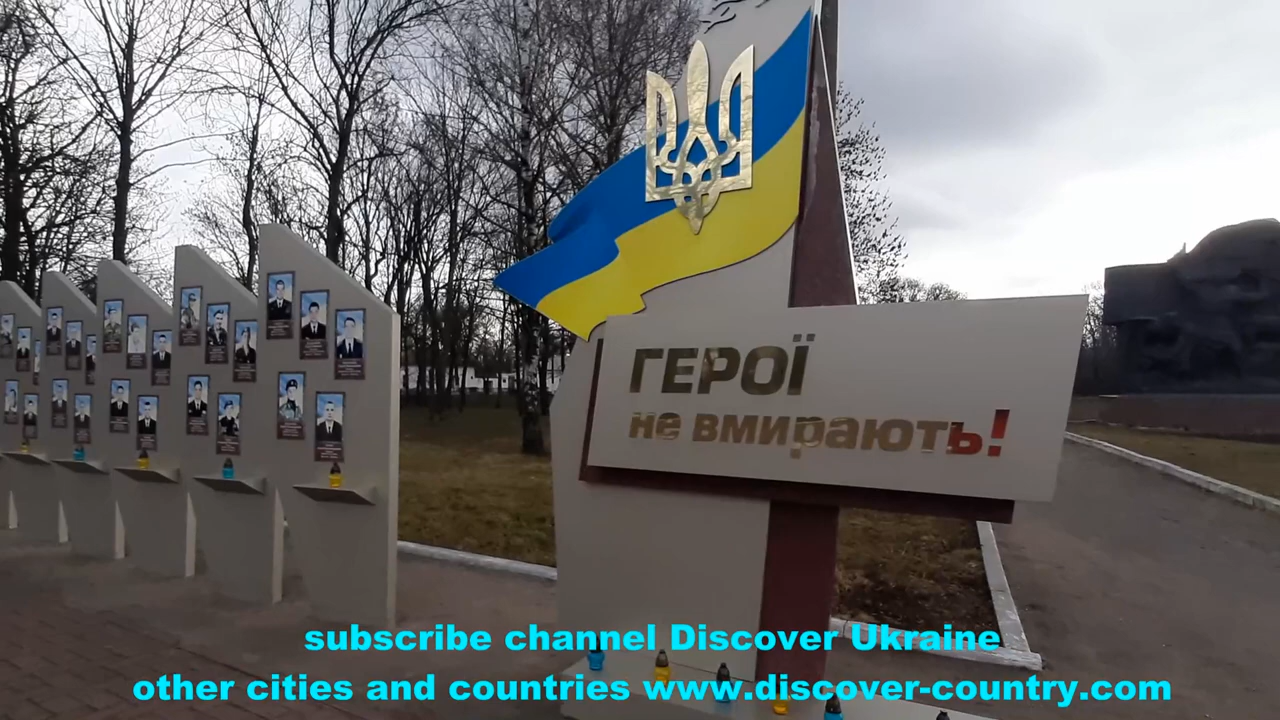 ГЕРОЇ
не вмирають!
subscribe channel Discover Ukraine
other cities and countries www.discover-country.com